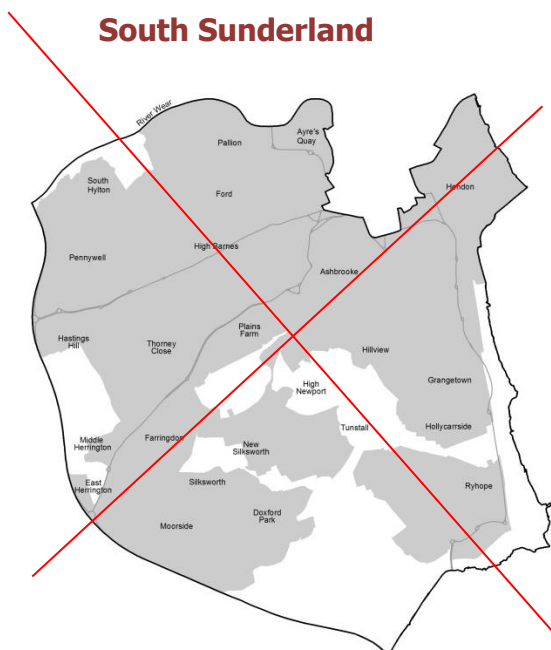 South Sunderland
River Wear
Pallion
Ayre's
Quay
South
Hylton
Ford
Hendon
High Barnes
Pennywell
Ashbrooke
Plains
Farm
Hastings
Hill
Thorney
Close
Hillview
Grangetown
High
Newport
Hollycarrside
Tunstall
Middle
Herrington
Farringdon
New
Silksworth
East
Herrington
Silksworth
Ryhope
Doxford
Park
Moorside